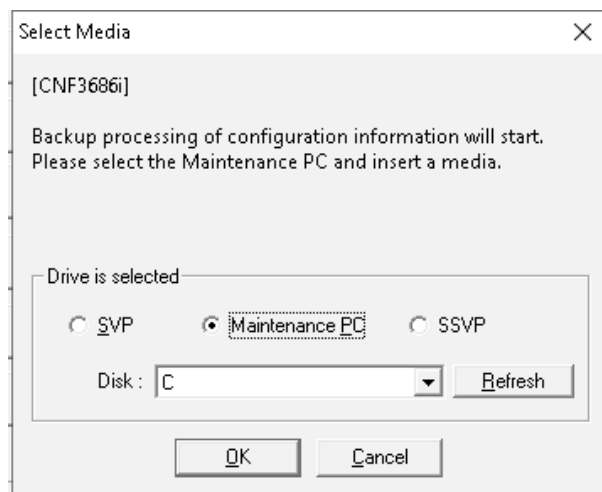 Select Media
[CNF3686i]
Backup processing of configuration information will start.
Please select the Maintenance PC and insert a media.
Drive is selected
SVP Maintenance PC SSVP
Disk : C Refresh
OK Cancel